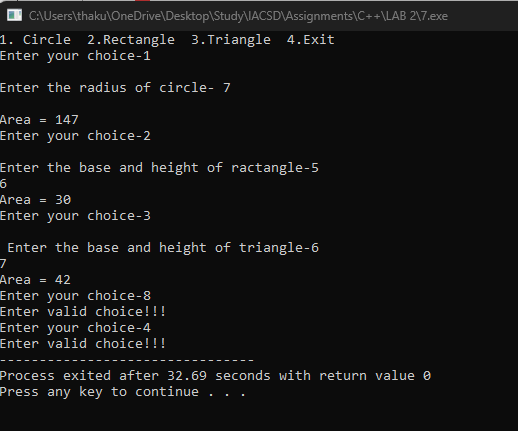 C:\Users\thaku\OneDrive\Desktop\Study\IACSD\Assignments\C++\LAB 2\7.exe
1. Circle  2.Rectangle  3.Triangle  4.Exit
Enter your choice-1
Enter the radius of circle- 7
Area = 147
Enter your choice-2
Enter the base and height of ractangle-5
6
Area = 30
Enter your choice-3
Enter the base and height of triangle-6
7
Area = 42
Enter your choice-8
Enter valid choice!!!
Enter your choice-4
Enter valid choice!!!
--------------------------------
Process exited after 32.69 seconds with return value 0
Press any key to continue . . .